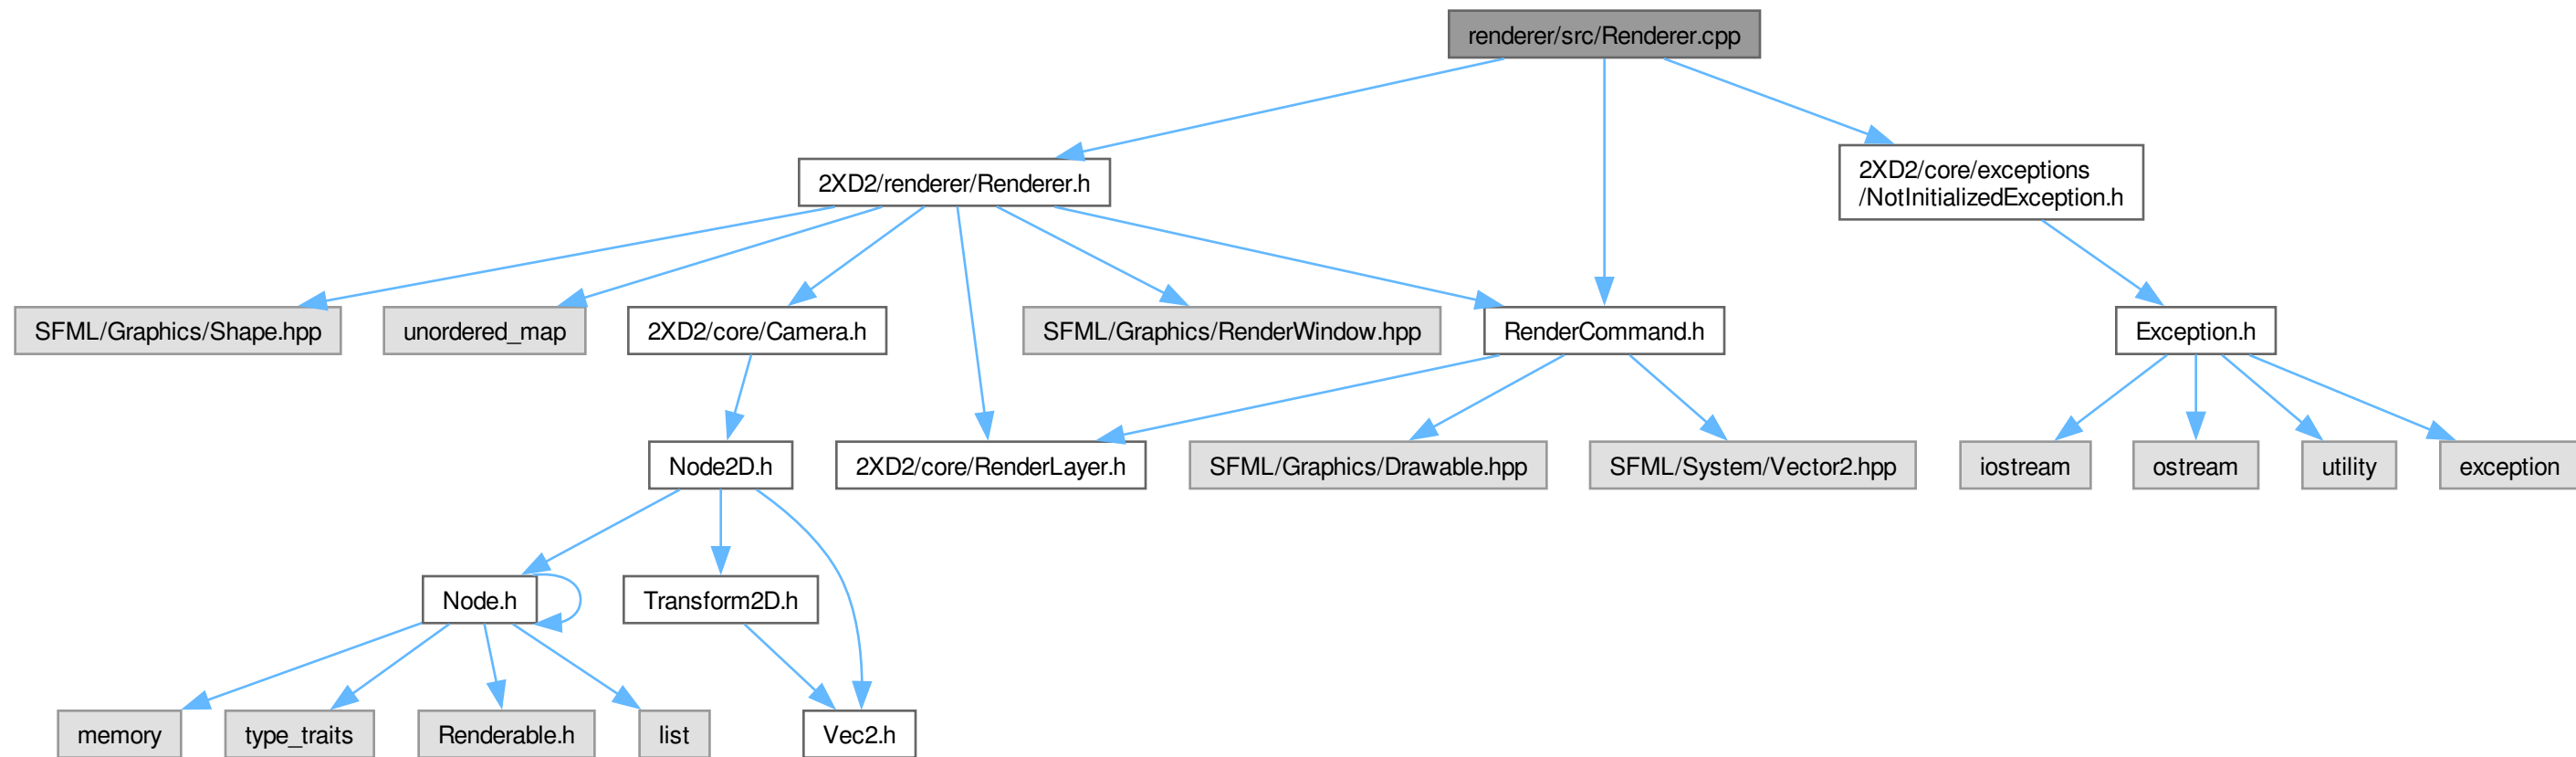 renderer/src/Renderer.cpp
2XD2/renderer/Renderer.h
2XD2/core/exceptions
/NotInitializedException.h
SFML/Graphics/Shape.hpp
unordered_map
2XD2/core/Camera.h
SFML/Graphics/RenderWindow.hpp
RenderCommand.h
Exception.h
Node2D.h
2XD2/core/RenderLayer.h
SFML/Graphics/Drawable.hpp
SFML/System/Vector2.hpp
iostream
ostream
utility
exception
Node.h
Transform2D.h
memory
type_traits
Renderable.h
list
Vec2.h